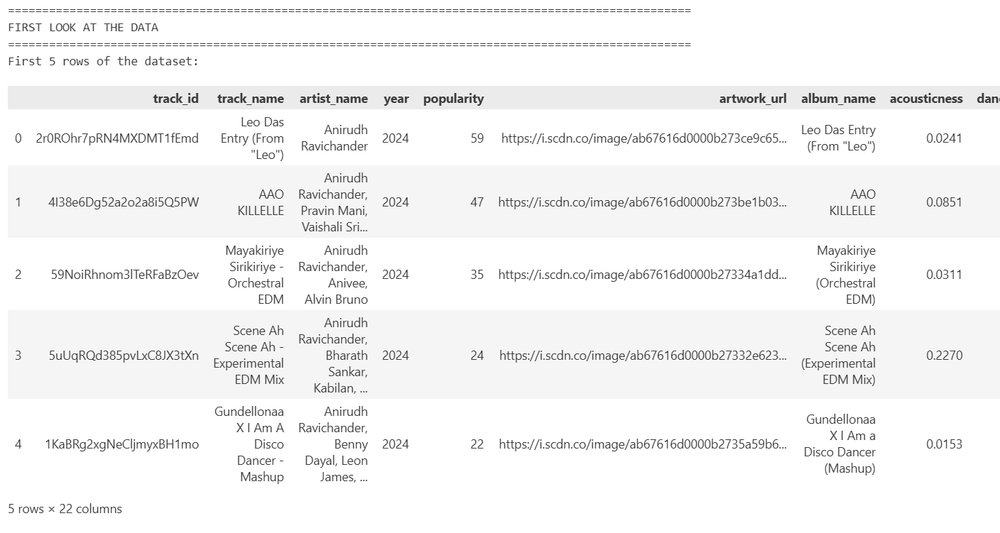 ====================================================================================================
FIRST LOOK AT THE DATA
====================================================================================================
First 5 rows of the dataset:
track_id track_name artist_name year popularity artwork_url album_name acousticness danc
0 2r0ROhr7pRN4MXDMT1fEmd Leo Das Entry (From "Leo") Anirudh Ravichander 2024 59 https://i.scdn.co/image/ab67616d0000b273ce9c65... Leo Das Entry (From "Leo") 0.0241
1 4I38e6Dg52a2o2a8i5Q5PW AAO KILLELLE Anirudh Ravichander, Pravin Mani, Vaishali Sri... 2024 47 https://i.scdn.co/image/ab67616d0000b273be1b03... AAO KILLELLE 0.0851
2 59NoiRhnom3lTeRFaBzOev Mayakiriye Sirikiriye - Orchestral EDM Anirudh Ravichander, Anivee, Alvin Bruno 2024 35 https://i.scdn.co/image/ab67616d0000b27334a1dd... Mayakiriye Sirikiriye (Orchestral EDM) 0.0311
3 5uUqRQd385pvLxC8JX3tXn Scene Ah Scene Ah - Experimental EDM Mix Anirudh Ravichander, Bharath Sankar, Kabilan, ... 2024 24 https://i.scdn.co/image/ab67616d0000b27332e623... Scene Ah Scene Ah (Experimental EDM Mix) 0.2270
4 1KaBRg2xgNeCljmyxBH1mo Gundellonaa X I Am A Disco Dancer - Mashup Anirudh Ravichander, Benny Dayal, Leon James, ... 2024 22 https://i.scdn.co/image/ab67616d0000b2735a59b6... Gundellonaa X I Am a Disco Dancer (Mashup) 0.0153
5 rows × 22 columns